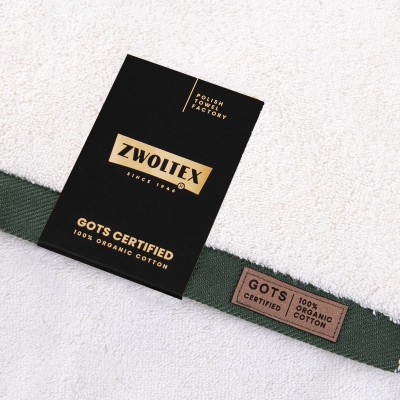 POLISH
TOWEL
FACTORY
ZWOLTEX
SINCE 1946
GOTS CERTIFIED
100% ORGANIC COTTON
GOTS
CERTIFIED
100%
ORGANIC
COTTON